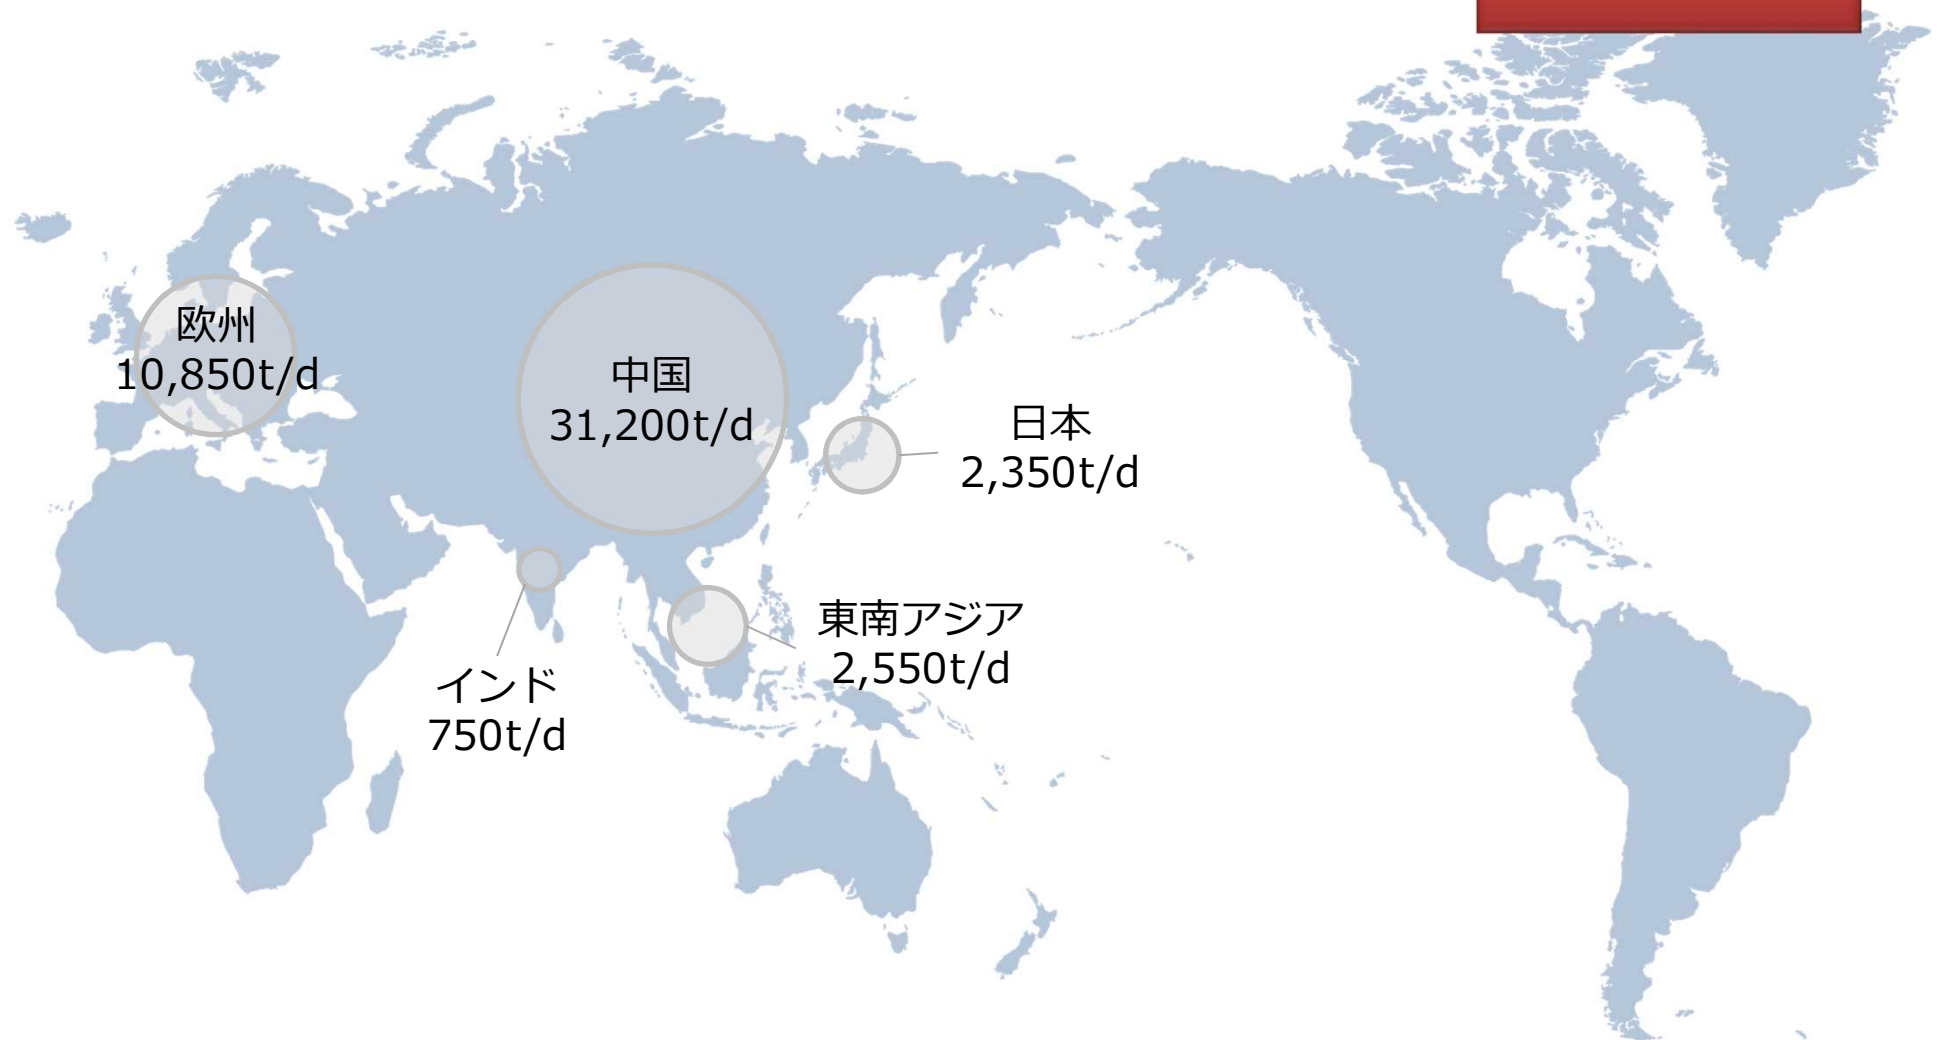 欧州
10,850t/d
中国
31,200t/d
日本
2,350t/d
東南アジア
2,550t/d
インド
750t/d